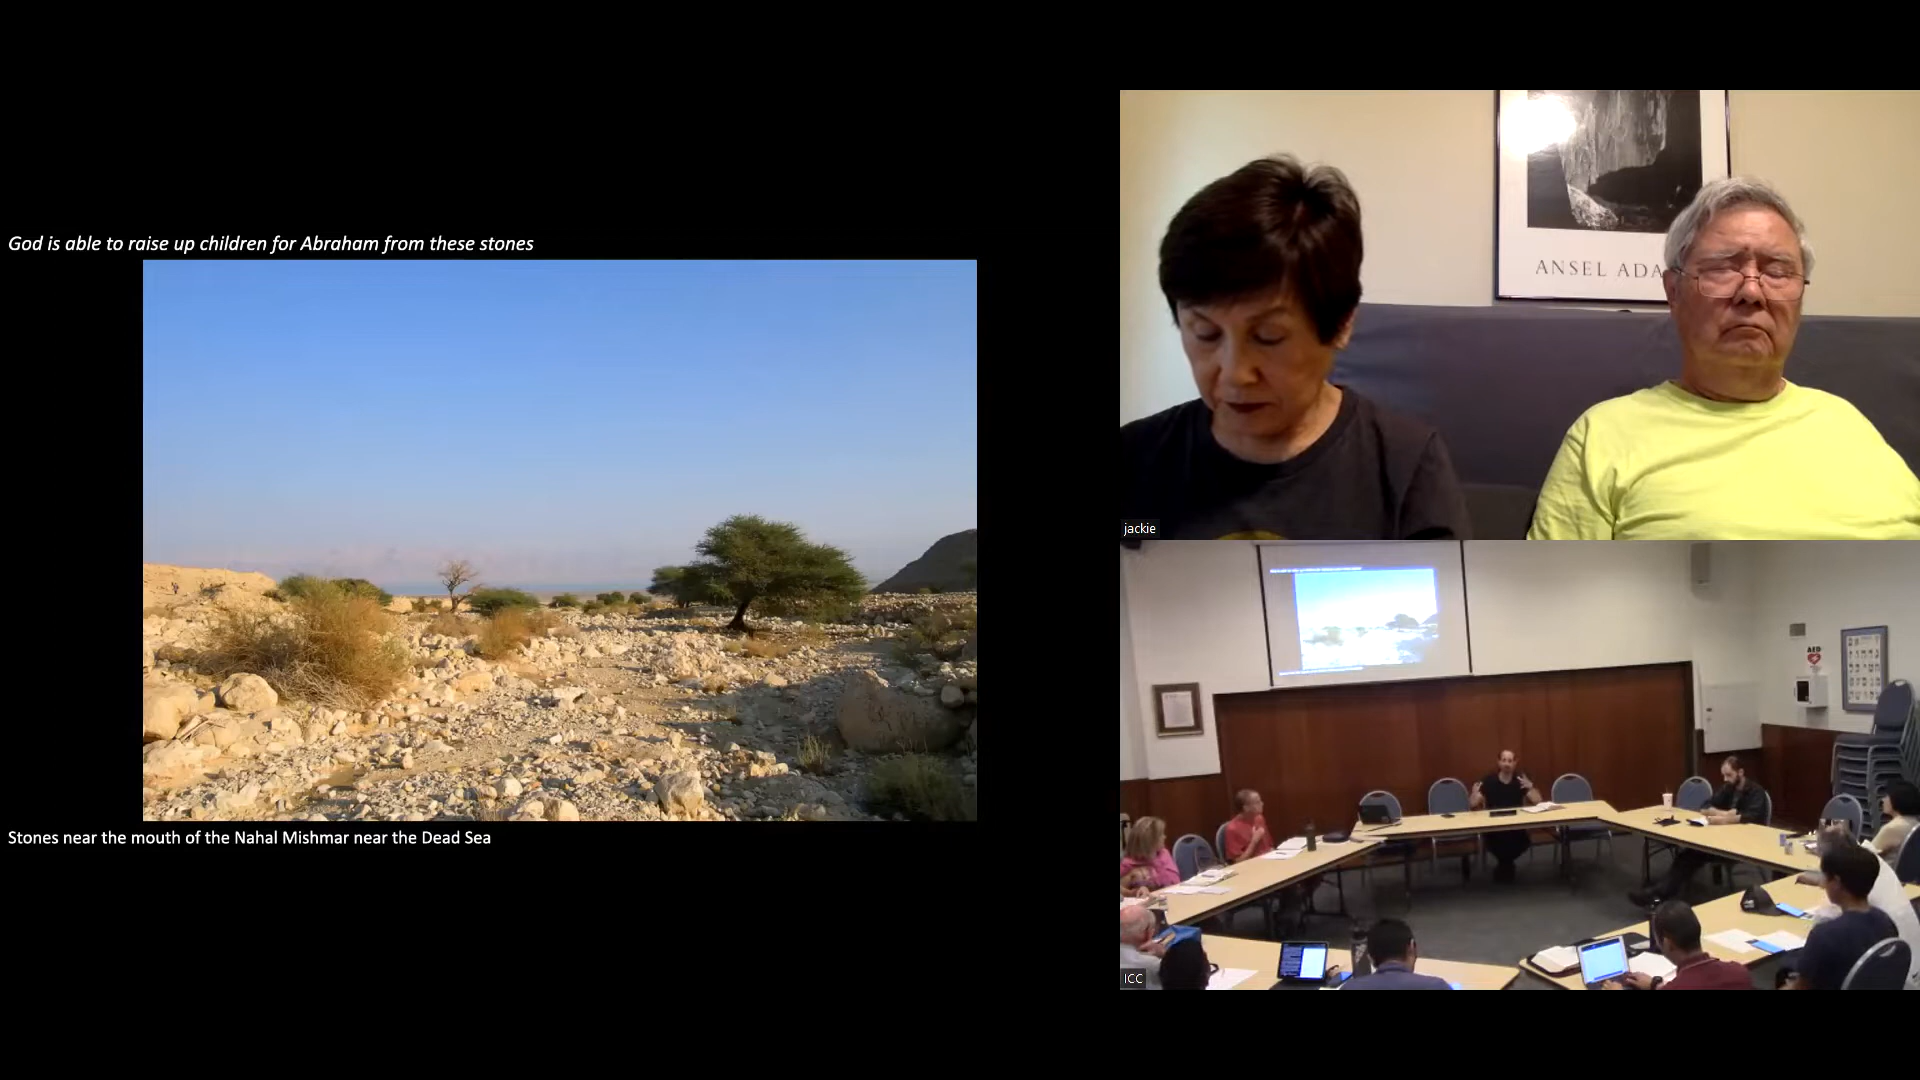 God is able to raise up children for Abraham from these stones
Stones near the mouth of the Nahal Mishmar near the Dead Sea
ANSEL ADA
jackie
AED
ICC